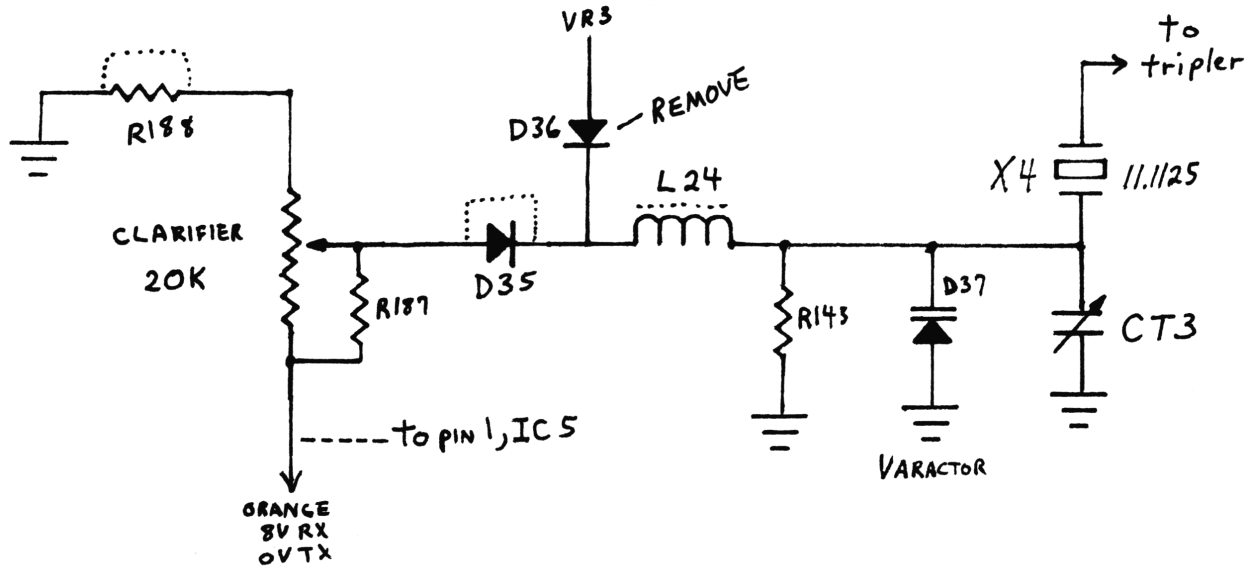 VR3
to
tripler
R188
D36
REMOVE
L24
X4
11.1125
CLARIFIER
20K
D35
R187
R143
D37
CT3
to PIN 1, IC5
VARACTOR
ORANGE
8V RX
0V TX